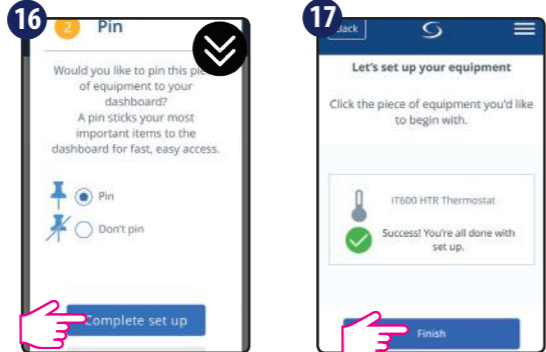 16
2 Pin
Would you like to pin this piece
of equipment to your
dashboard?
A pin sticks your most
important items to the
dashboard for fast, easy access.
Pin
Don't pin
Complete set up
17
Back
Let's set up your equipment
Click the piece of equipment you'd like
to begin with.
iT600 HTR Thermostat
Success! You're all done with
set up.
Finish